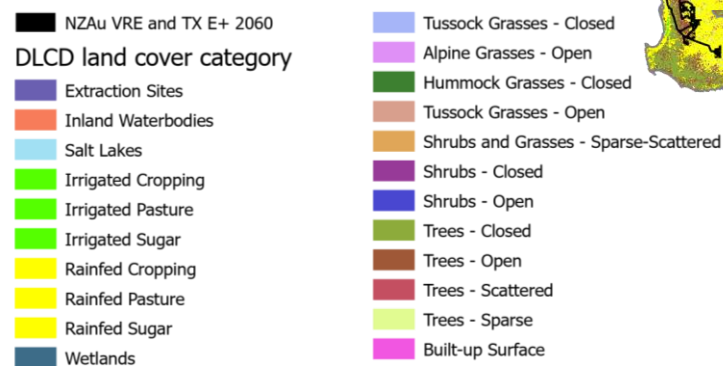 NZAu VRE and TX E+ 2060
DLCD land cover category
Extraction Sites
Inland Waterbodies
Salt Lakes
Irrigated Cropping
Irrigated Pasture
Irrigated Sugar
Rainfed Cropping
Rainfed Pasture
Rainfed Sugar
Wetlands
Tussock Grasses - Closed
Alpine Grasses - Open
Hummock Grasses - Closed
Tussock Grasses - Open
Shrubs and Grasses - Sparse-Scattered
Shrubs - Closed
Shrubs - Open
Trees - Closed
Trees - Open
Trees - Scattered
Trees - Sparse
Built-up Surface